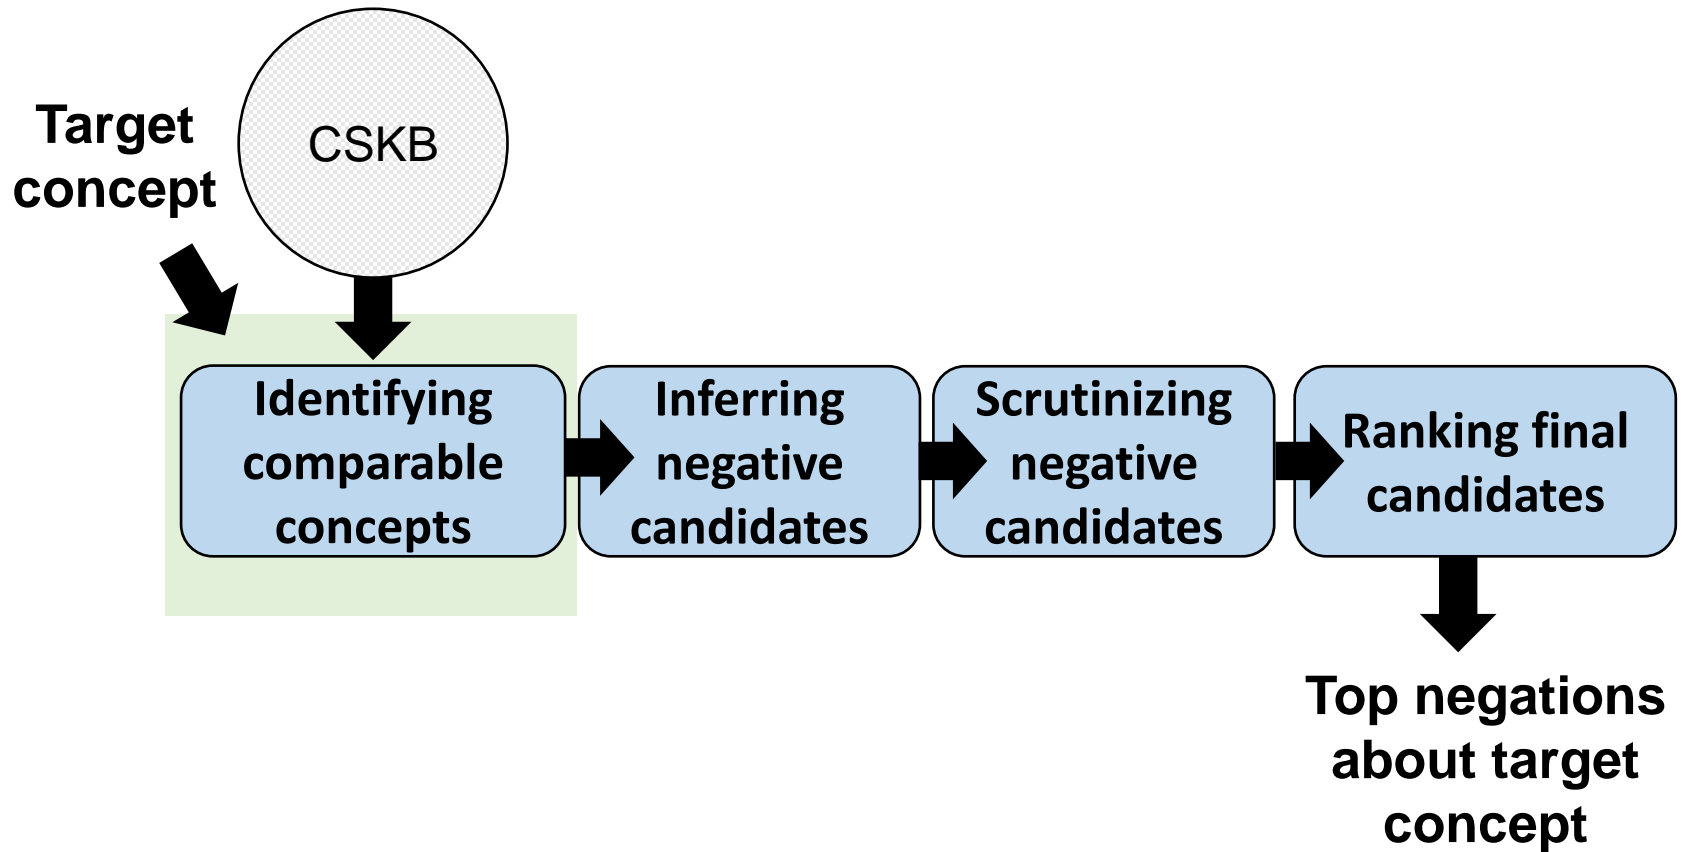 Target
concept
CSKB
Identifying
comparable
concepts
Inferring
negative
candidates
Scrutinizing
negative
candidates
Ranking final
candidates
Top negations
about target
concept